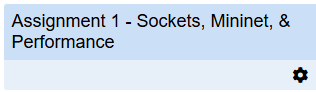 Assignment 1 - Sockets, Mininet, &
Performance